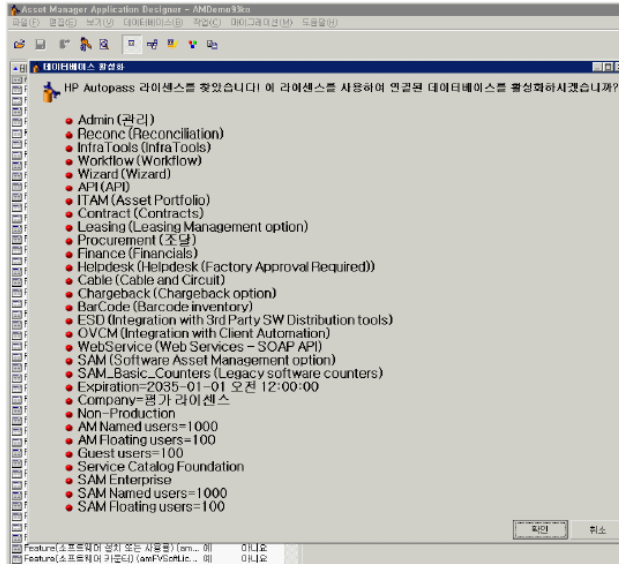 Asset Manager Application Designer - AMDemo93ko
파일(F) 편집(E) 보기(V) 데이터베이스(B) 작업(C) 마이그레이션(M) 도움말(H)
데이터베이스 활성화
HP Autopass 라이센스를 찾았습니다! 이 라이센스를 사용하여 연결된 데이터베이스를 활성화하시겠습니까?
Admin (관리)
Reconc (Reconciliation)
InfraTools (InfraTools)
Workflow (Workflow)
Wizard (Wizard)
API (API)
ITAM (Asset Portfolio)
Contract (Contracts)
Leasing (Leasing Management option)
Procurement (조달)
Finance (Financials)
Helpdesk (Helpdesk (Factory Approval Required))
Cable (Cable and Circuit)
Chargeback (Chargeback option)
BarCode (Barcode inventory)
ESD (Integration with 3rd Party SW Distribution tools)
OVCM (Integration with Client Automation)
WebService (Web Services - SOAP API)
SAM (Software Asset Management option)
SAM_Basic_Counters (Legacy software counters)
Expiration=2035-01-01 오전 12:00:00
Company=평가 라이센스
Non-Production
AM Named users=1000
AM Floating users=100
Guest users=100
Service Catalog Foundation
SAM Enterprise
SAM Named users=1000
SAM Floating users=100
확인 취소
Feature(소프트웨어 설치 또는 사용률) (am... 예 아니요
Feature(소프트웨어 카운터) (amFVSoftLic... 예 아니요